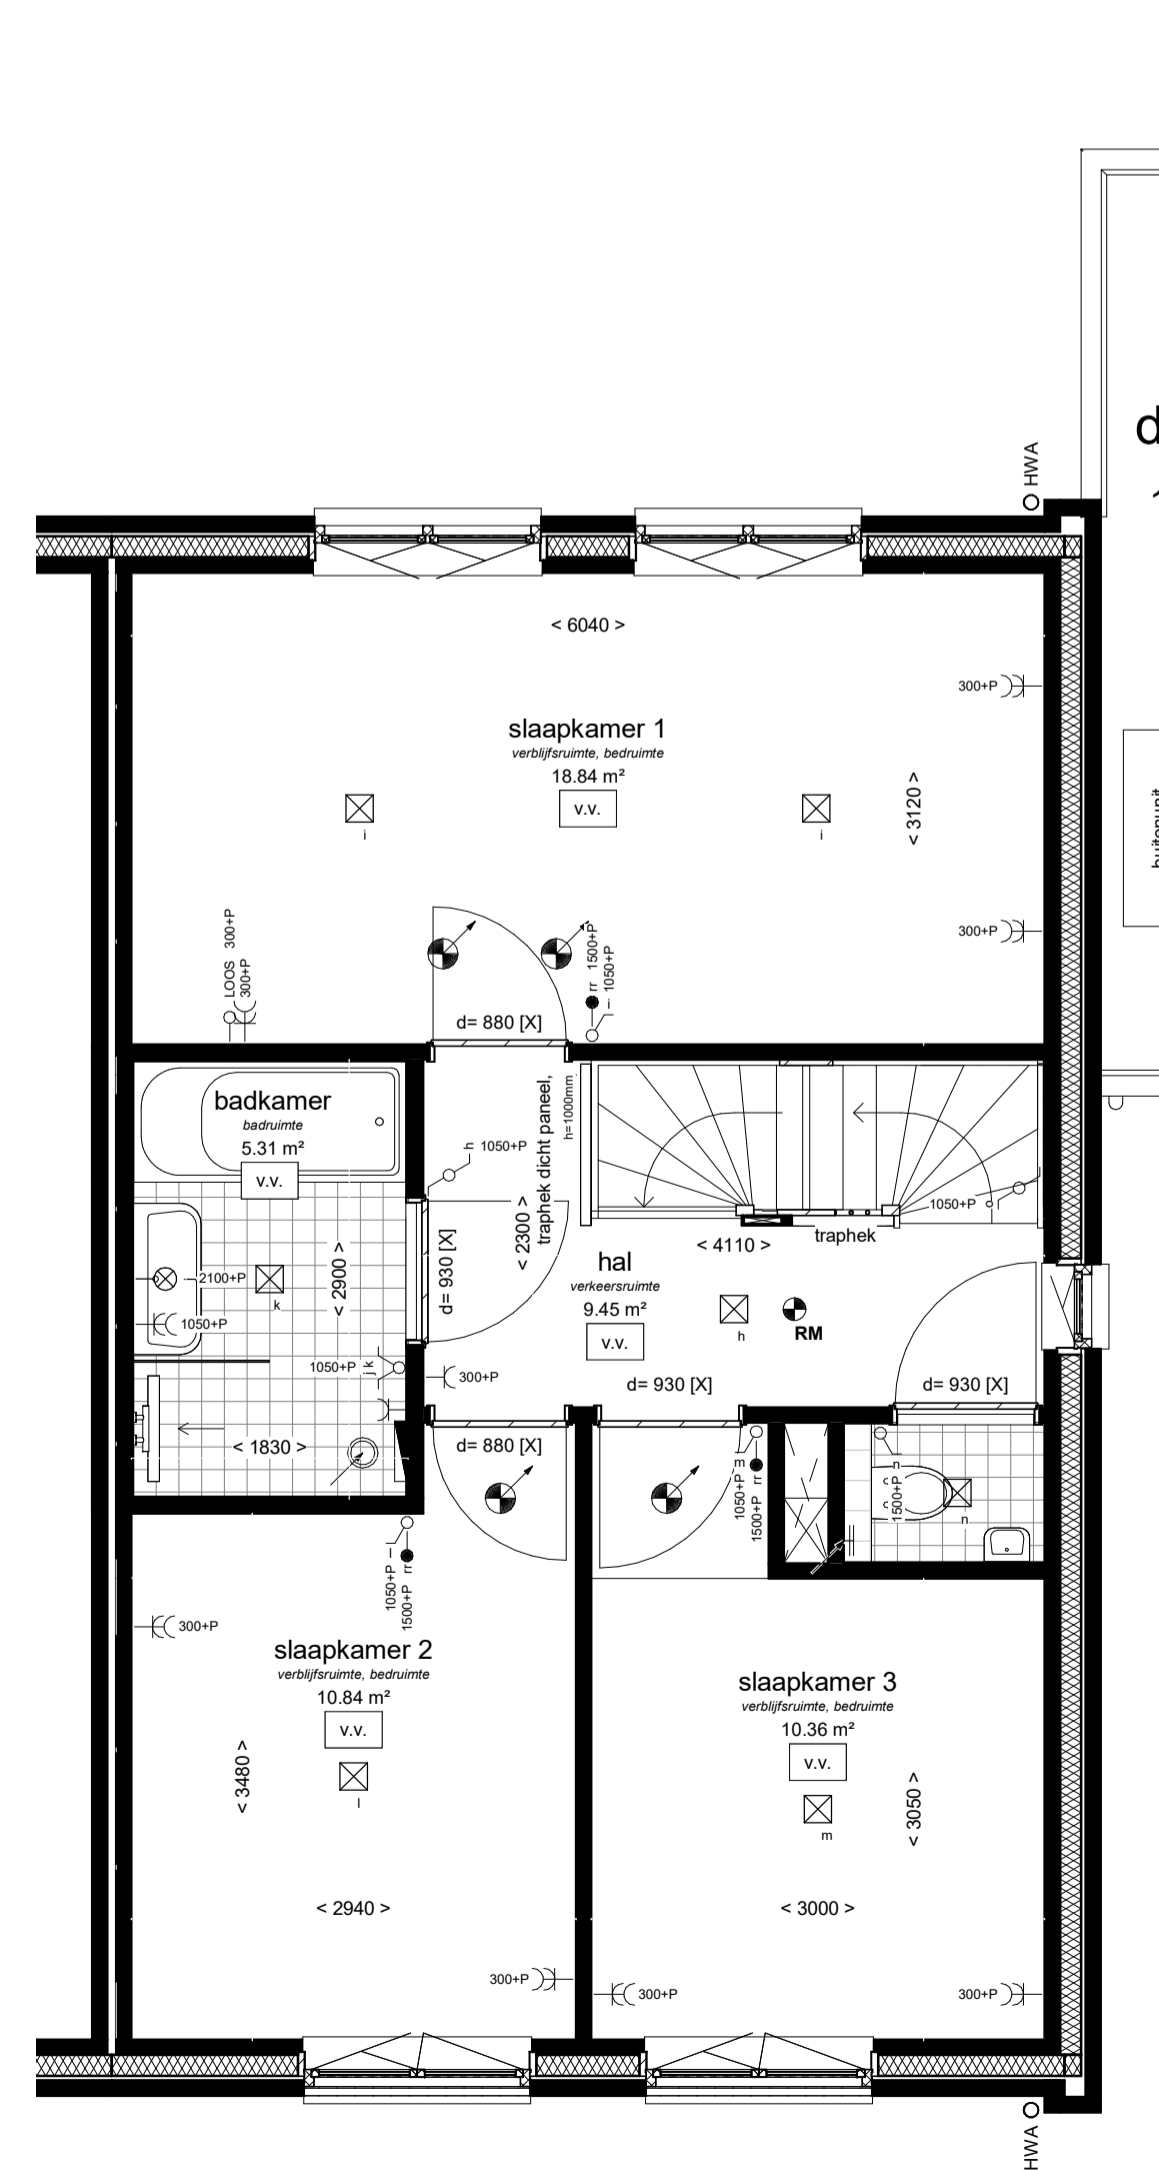 d
HWA
< 6040 >
300+P
slaapkamer 1
verblijfsruimte, bedruimte
18.84 m²
v.v.
< 3120 >
i
i
300+P
LOOS 300+P
300+P
rr 1500+P
i 1050+P
d= 880 [X]
badkamer
badruimte
5.31 m²
v.v.
h 1050+P
traphek dicht paneel,
h=1000mm
< 2300 >
1050+P
traphek
< 4110 >
hal
verkeersruimte
9.45 m²
v.v.
d= 930 [X]
< 2900 >
2100+P
k
1050+P
h
RM
1050+P
j k
300+P
d= 930 [X]
d= 930 [X]
< 1830 >
d= 880 [X]
1050+P m
1500+P rr
n
1500+P
n
1050+P
1500+P rr
300+P
slaapkamer 2
verblijfsruimte, bedruimte
10.84 m²
v.v.
l
slaapkamer 3
verblijfsruimte, bedruimte
10.36 m²
v.v.
m
< 3480 >
< 3050 >
< 2940 >
< 3000 >
300+P
300+P
300+P
HWA